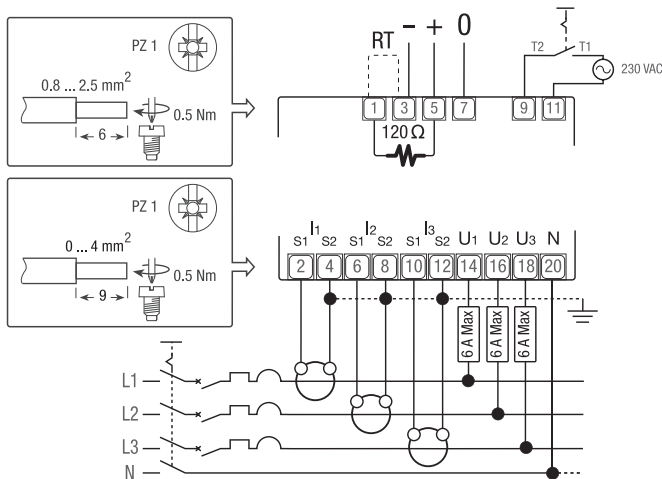 PZ 1
0.8 ... 2.5 mm²
0.5 Nm
6
RT
− + 0
T2 T1
230 VAC
1 3 5 7 9 11
120 Ω
PZ 1
0 ... 4 mm²
0.5 Nm
9
I1 I2 I3
S1 S2 S1 S2 S1 S2 U1 U2 U3 N
2 4 6 8 10 12 14 16 18 20
6 A Max 6 A Max 6 A Max
L1
L2
L3
N